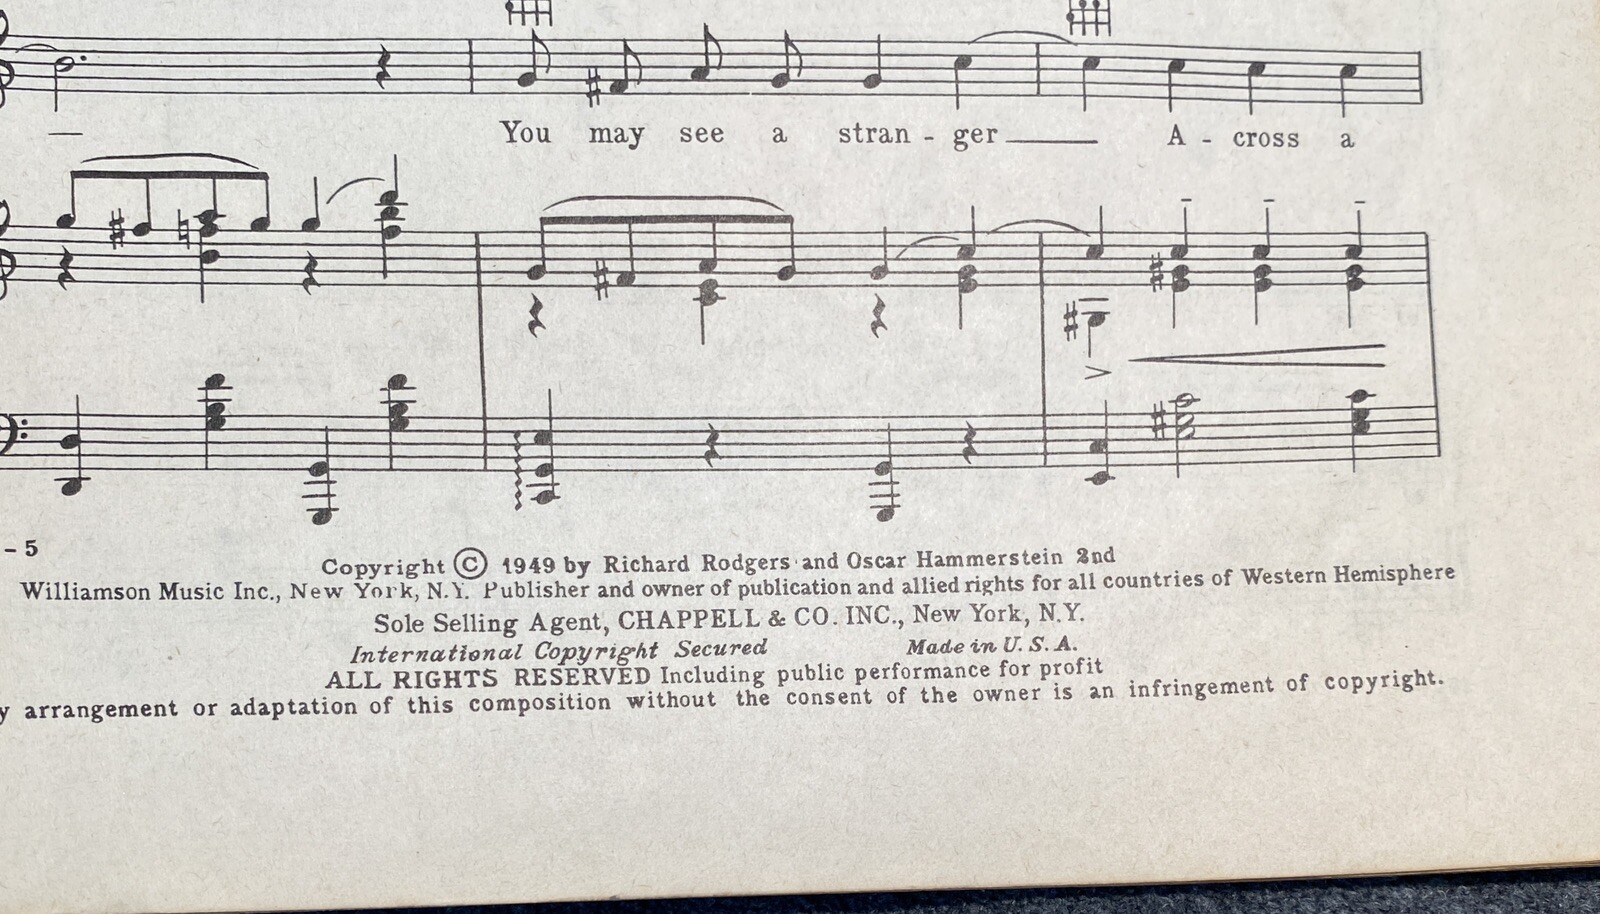 You may see a stran - ger A - cross a
- 5
Copyright © 1949 by Richard Rodgers and Oscar Hammerstein 2nd
Williamson Music Inc., New York, N.Y. Publisher and owner of publication and allied rights for all countries of Western Hemisphere
Sole Selling Agent, CHAPPELL & CO. INC., New York, N.Y.
International Copyright Secured Made in U. S. A.
ALL RIGHTS RESERVED Including public performance for profit
y arrangement or adaptation of this composition without the consent of the owner is an infringement of copyright.